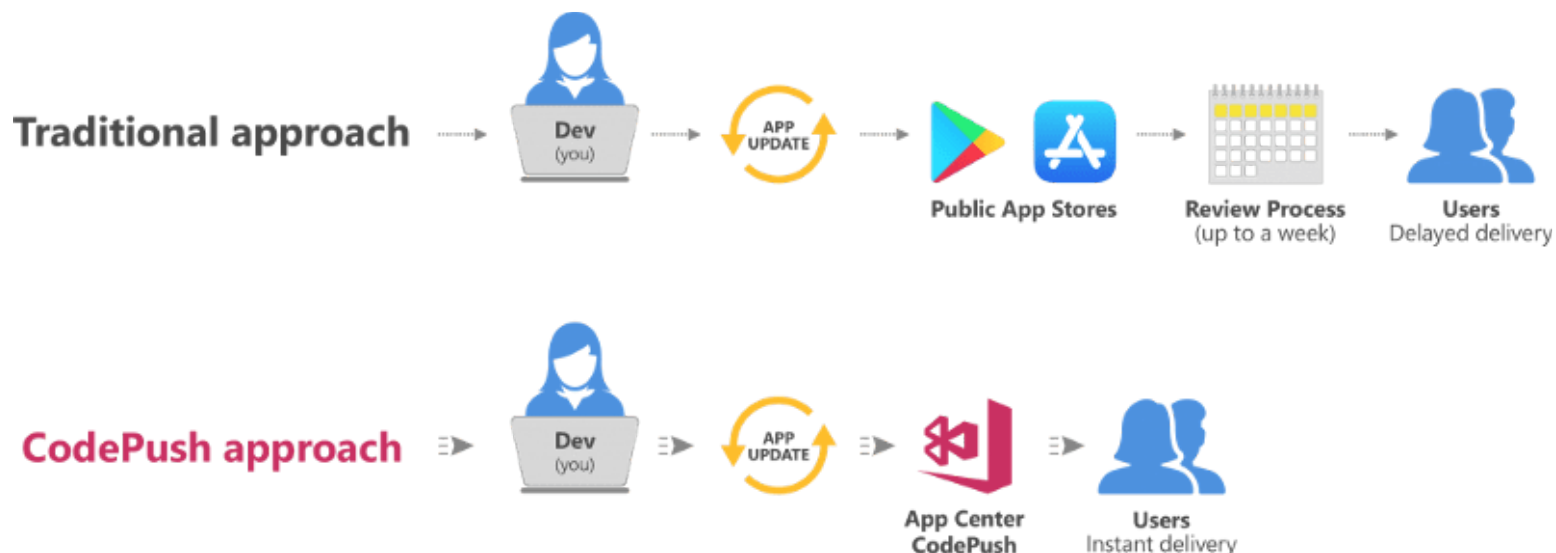 Traditional approach
Dev
(you)
APP
UPDATE
Public App Stores
Review Process
(up to a week)
Users
Delayed delivery
CodePush approach
Dev
(you)
APP
UPDATE
App Center
CodePush
Users
Instant delivery